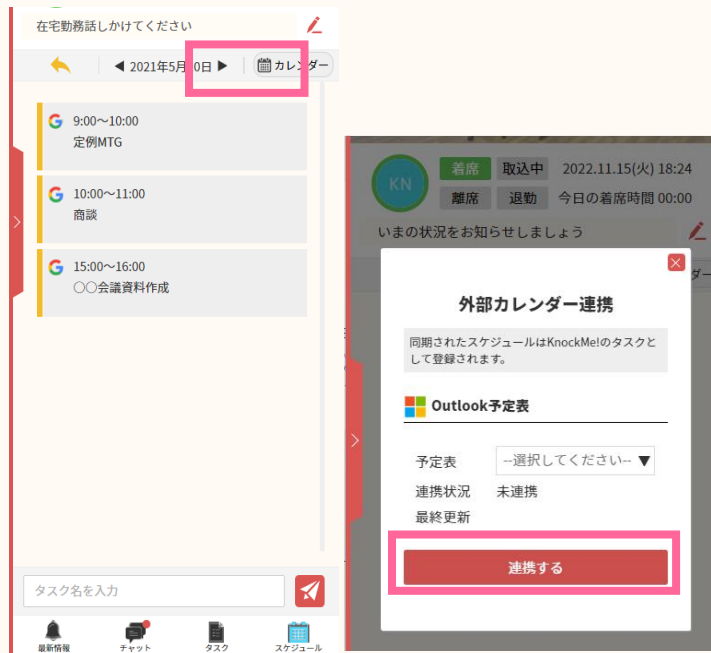 在宅勤務話しかけてください
◀ 2021年5月 0日 ▶ カレンダー
9:00～10:00
定例MTG
10:00～11:00
商談
15:00～16:00
○○会議資料作成
タスク名を入力
最新情報 チャット タスク スケジュール
KN 着席 取込中 2022.11.15(火) 18:24
離席 退勤 今日の着席時間 00:00
いまの状況をお知らせしましょう
ダー
外部カレンダー連携
同期されたスケジュールはKnockMe!のタスクと
して登録されます。
Outlook予定表
予定表 --選択してください-- ▼
連携状況 未連携
最終更新
連携する